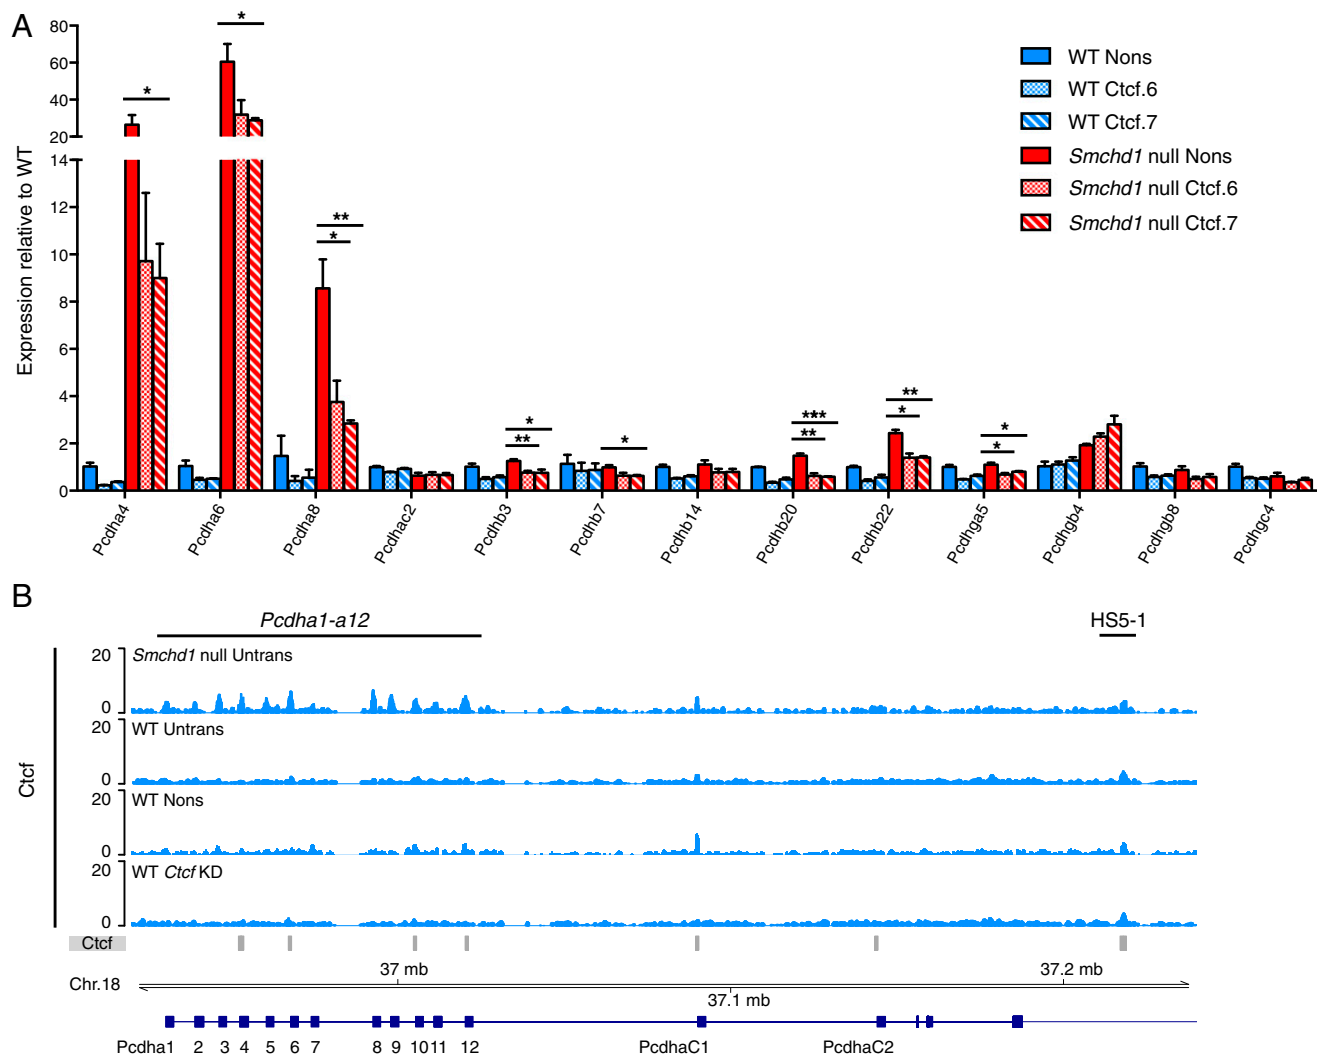 A
Expression relative to WT
80
60
40
20
14
12
10
8
6
4
2
0
*
*
**
*
*
**
*
***
**
**
*
*
*
WT Nons
WT Ctcf.6
WT Ctcf.7
Smchd1 null Nons
Smchd1 null Ctcf.6
Smchd1 null Ctcf.7
Pcdha4
Pcdha6
Pcdha8
Pcdhac2
Pcdhb3
Pcdhb7
Pcdhb14
Pcdhb20
Pcdhb22
Pcdhga5
Pcdhgb4
Pcdhgb8
Pcdhgc4
B
Pcdha1-a12
HS5-1
Ctcf
20
Smchd1 null Untrans
0
20
WT Untrans
0
20
WT Nons
0
20
WT Ctcf KD
0
Ctcf
37 mb
37.2 mb
Chr.18
37.1 mb
Pcdha1 2 3 4 5 6 7 8 9 10 11 12 PcdhaC1 PcdhaC2